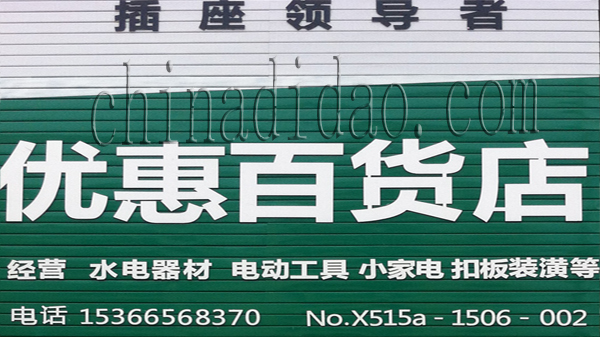 插座领导者
chinadidao.com
优惠百货店
经营 水电器材 电动工具 小家电 扣板装潢等
电话 15366568370 No.X515a-1506-002